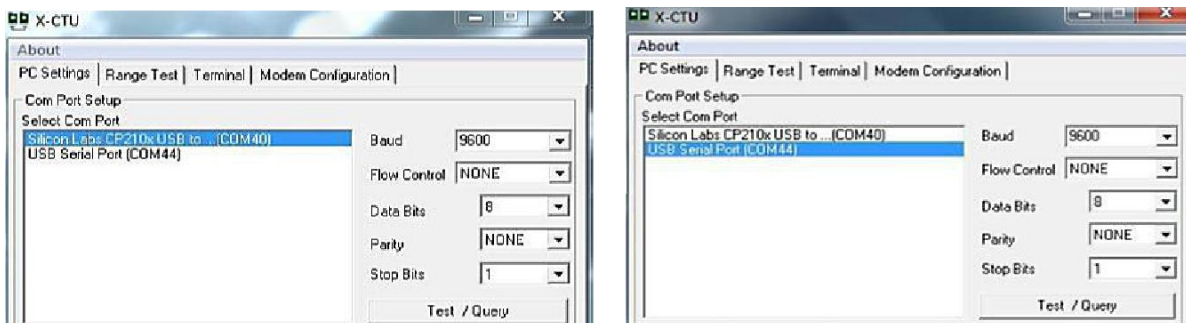 X-CTU
About
PC Settings Range Test Terminal Modem Configuration
Com Port Setup
Select Com Port
Silicon Labs CP210x USB to ...(COM40)
USB Serial Port (COM44)
Baud 9600
Flow Control NONE
Data Bits 8
Parity NONE
Stop Bits 1
Test / Query
X-CTU
About
PC Settings Range Test Terminal Modem Configuration
Com Port Setup
Select Com Port
Silicon Labs CP210x USB to ...(COM40)
USB Serial Port (COM44)
Baud 9600
Flow Control NONE
Data Bits 8
Parity NONE
Stop Bits 1
Test / Query